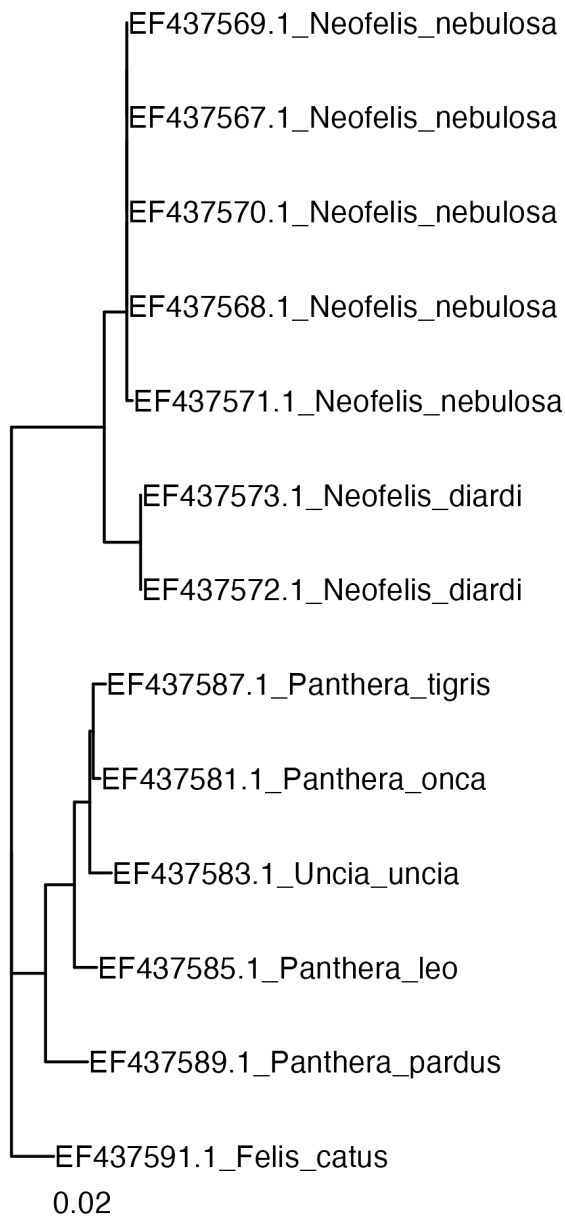 EF437569.1_Neofelis_nebulosa
EF437567.1_Neofelis_nebulosa
EF437570.1_Neofelis_nebulosa
EF437568.1_Neofelis_nebulosa
EF437571.1_Neofelis_nebulosa
EF437573.1_Neofelis_diardi
EF437572.1_Neofelis_diardi
EF437587.1_Panthera_tigris
EF437581.1_Panthera_onca
EF437583.1_Uncia_uncia
EF437585.1_Panthera_leo
EF437589.1_Panthera_pardus
EF437591.1_Felis_catus
0.02